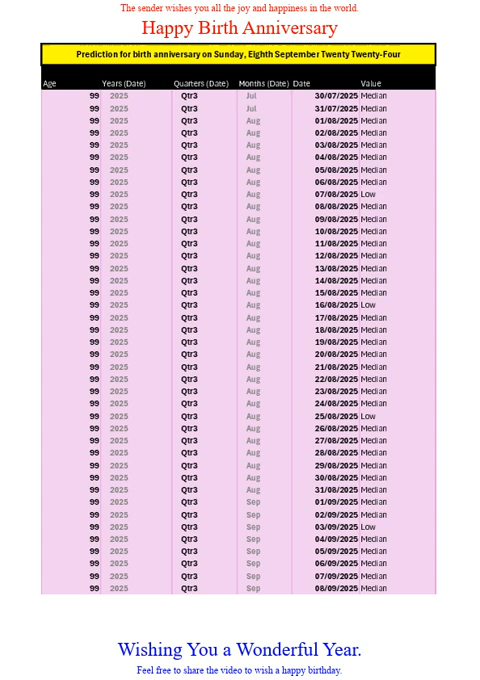 The sender wishes you all the joy and happiness in the world.
Happy Birth Anniversary
Prediction for birth anniversary on Sunday, Eighth September Twenty Twenty-Four
Age Years (Date) Quarters (Date) Months (Date) Date Value
99 2025 Qtr3 Jul 30/07/2025 Median
99 2025 Qtr3 Jul 31/07/2025 Median
99 2025 Qtr3 Aug 01/08/2025 Median
99 2025 Qtr3 Aug 02/08/2025 Median
99 2025 Qtr3 Aug 03/08/2025 Median
99 2025 Qtr3 Aug 04/08/2025 Median
99 2025 Qtr3 Aug 05/08/2025 Median
99 2025 Qtr3 Aug 06/08/2025 Median
99 2025 Qtr3 Aug 07/08/2025 Low
99 2025 Qtr3 Aug 08/08/2025 Median
99 2025 Qtr3 Aug 09/08/2025 Median
99 2025 Qtr3 Aug 10/08/2025 Median
99 2025 Qtr3 Aug 11/08/2025 Median
99 2025 Qtr3 Aug 12/08/2025 Median
99 2025 Qtr3 Aug 13/08/2025 Median
99 2025 Qtr3 Aug 14/08/2025 Median
99 2025 Qtr3 Aug 15/08/2025 Median
99 2025 Qtr3 Aug 16/08/2025 Low
99 2025 Qtr3 Aug 17/08/2025 Median
99 2025 Qtr3 Aug 18/08/2025 Median
99 2025 Qtr3 Aug 19/08/2025 Median
99 2025 Qtr3 Aug 20/08/2025 Median
99 2025 Qtr3 Aug 21/08/2025 Median
99 2025 Qtr3 Aug 22/08/2025 Median
99 2025 Qtr3 Aug 23/08/2025 Median
99 2025 Qtr3 Aug 24/08/2025 Median
99 2025 Qtr3 Aug 25/08/2025 Low
99 2025 Qtr3 Aug 26/08/2025 Median
99 2025 Qtr3 Aug 27/08/2025 Median
99 2025 Qtr3 Aug 28/08/2025 Median
99 2025 Qtr3 Aug 29/08/2025 Median
99 2025 Qtr3 Aug 30/08/2025 Median
99 2025 Qtr3 Aug 31/08/2025 Median
99 2025 Qtr3 Sep 01/09/2025 Median
99 2025 Qtr3 Sep 02/09/2025 Median
99 2025 Qtr3 Sep 03/09/2025 Low
99 2025 Qtr3 Sep 04/09/2025 Median
99 2025 Qtr3 Sep 05/09/2025 Median
99 2025 Qtr3 Sep 06/09/2025 Median
99 2025 Qtr3 Sep 07/09/2025 Median
99 2025 Qtr3 Sep 08/09/2025 Median
Wishing You a Wonderful Year.
Feel free to share the video to wish a happy birthday.